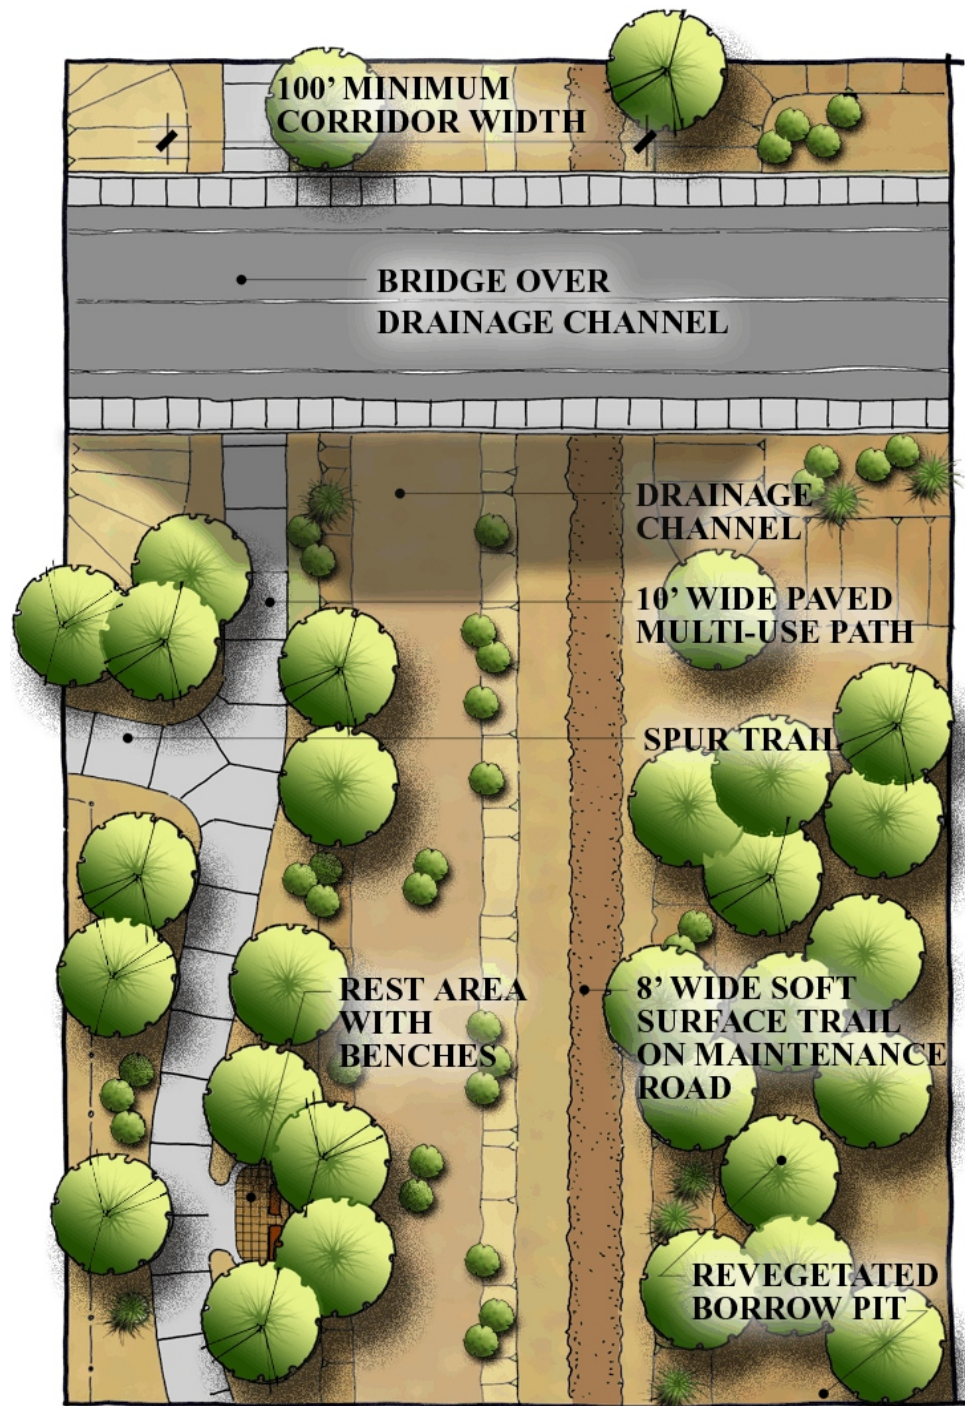 100’ MINIMUM
CORRIDOR WIDTH
BRIDGE OVER
DRAINAGE CHANNEL
DRAINAGE
CHANNEL
10’ WIDE PAVED
MULTI-USE PATH
SPUR TRAIL
REST AREA
WITH
BENCHES
8’ WIDE SOFT
SURFACE TRAIL
ON MAINTENANCE
ROAD
REVEGETATED
BORROW PIT